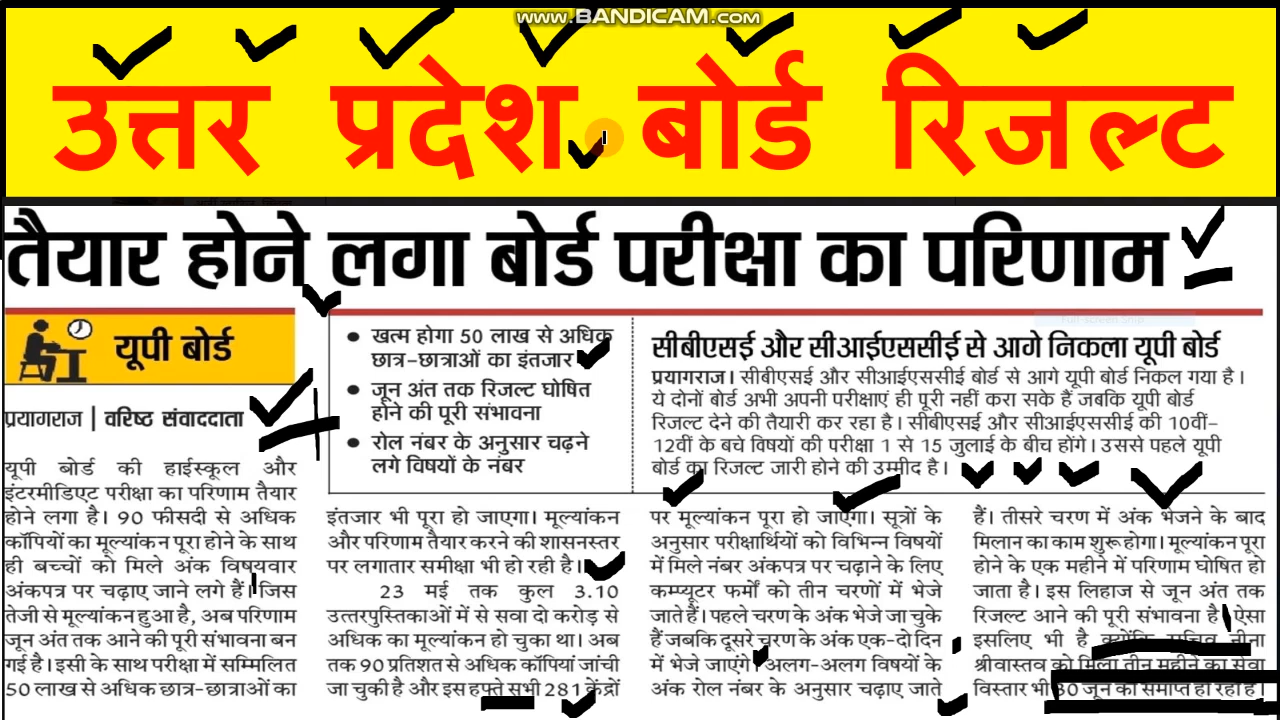 www.BANDICAM.com
उत्तर प्रदेश बोर्ड रिजल्ट
तैयार होने लगा बोर्ड परीक्षा का परिणाम
यूपी बोर्ड
प्रयागराज | वरिष्ठ संवाददाता
यूपी बोर्ड की हाईस्कूल और
इंटरमीडिएट परीक्षा का परिणाम तैयार
होने लगा है। 90 फीसदी से अधिक
कॉपियों का मूल्यांकन पूरा होने के साथ
ही बच्चों को मिले अंक विषयवार
अंकपत्र पर चढ़ाए जाने लगे हैं। जिस
तेजी से मूल्यांकन हुआ है, अब परिणाम
जून अंत तक आने की पूरी संभावना बन
गई है। इसी के साथ परीक्षा में सम्मिलित
50 लाख से अधिक छात्र-छात्राओं का
● खत्म होगा 50 लाख से अधिक
छात्र-छात्राओं का इंतजार
● जून अंत तक रिजल्ट घोषित
होने की पूरी संभावना
● रोल नंबर के अनुसार चढ़ने
लगे विषयों के नंबर
सीबीएसई और सीआईएससीई से आगे निकला यूपी बोर्ड
प्रयागराज। सीबीएसई और सीआईएससीई बोर्ड से आगे यूपी बोर्ड निकल गया है।
ये दोनों बोर्ड अभी अपनी परीक्षाएं ही पूरी नहीं करा सके हैं जबकि यूपी बोर्ड
रिजल्ट देने की तैयारी कर रहा है। सीबीएसई और सीआईएससीई की 10वीं-
12वीं के बचे विषयों की परीक्षा 1 से 15 जुलाई के बीच होंगे। उससे पहले यूपी
बोर्ड का रिजल्ट जारी होने की उम्मीद है।
इंतजार भी पूरा हो जाएगा। मूल्यांकन
और परिणाम तैयार करने की शासनस्तर
पर लगातार समीक्षा भी हो रही है।
23 मई तक कुल 3.10
उत्तरपुस्तिकाओं में से सवा दो करोड़ से
अधिक का मूल्यांकन हो चुका था। अब
तक 90 प्रतिशत से अधिक कॉपियां जांची
जा चुकी है और इस हफ्ते सभी 281 केंद्रों
पर मूल्यांकन पूरा हो जाएगा। सूत्रों के
अनुसार परीक्षार्थियों को विभिन्न विषयों
में मिले नंबर अंकपत्र पर चढ़ाने के लिए
कम्प्यूटर फर्मों को तीन चरणों में भेजे
जाते हैं। पहले चरण के अंक भेजे जा चुके
हैं जबकि दूसरे चरण के अंक एक-दो दिन
में भेजे जाएंगे। अलग-अलग विषयों के
अंक रोल नंबर के अनुसार चढ़ाए जाते
हैं। तीसरे चरण में अंक भेजने के बाद
मिलान का काम शुरू होगा। मूल्यांकन पूरा
होने के एक महीने में परिणाम घोषित हो
जाता है। इस लिहाज से जून अंत तक
रिजल्ट आने की पूरी संभावना है। ऐसा
इसलिए भी है क्योंकि सचिव नीना
श्रीवास्तव को मिला तीन महीने का सेवा
विस्तार भी 30 जून को समाप्त हो रहा है।